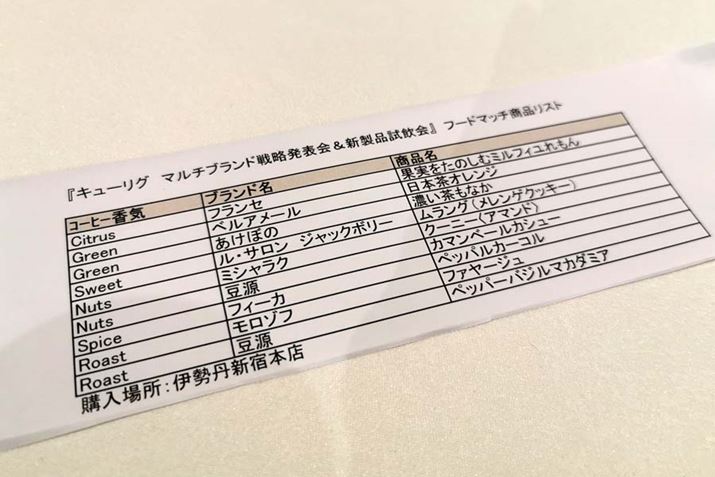 『キューリグ マルチブランド戦略発表会&新製品試飲会』 フードマッチ商品リスト
コーヒー香気 ブランド名 商品名
Citrus フランセ 果実をたのしむミルフィユれもん
Green ベルアメール 日本茶オレンジ
Green あけぼの 濃い茶もなか
Sweet ル・サロン ジャックボリー ムラング(メレンゲクッキー)
Nuts ミシャラク クーニー(アマンド)
Nuts 豆源 カマンベールカシュー
Spice フィーカ ペッパルカーコル
Roast モロゾフ ファヤージュ
Roast 豆源 ペッパーバジルマカダミア
購入場所:伊勢丹新宿本店